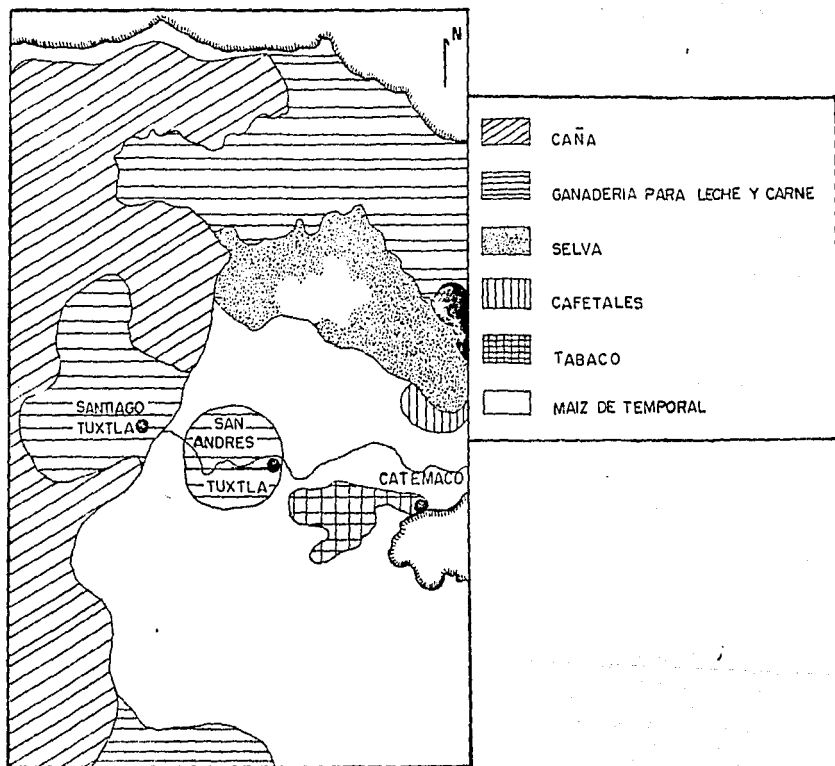 N
CAÑA
GANADERIA PARA LECHE Y CARNE
SELVA
CAFETALES
TABACO
MAIZ DE TEMPORAL
SANTIAGO
TUXTLA
SAN
ANDRES
TUXTLA
CATEMACO